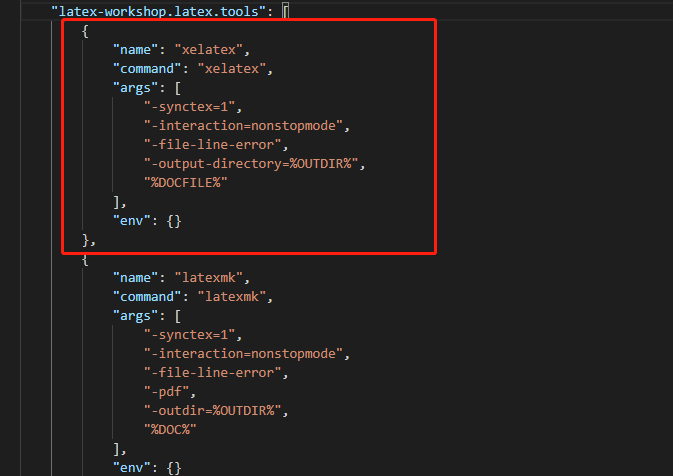 "latex-workshop.latex.tools": [
{
"name": "xelatex",
"command": "xelatex",
"args": [
"-synctex=1",
"-interaction=nonstopmode",
"-file-line-error",
"-output-directory=%OUTDIR%",
"%DOCFILE%"
],
"env": {}
},
{
"name": "latexmk",
"command": "latexmk",
"args": [
"-synctex=1",
"-interaction=nonstopmode",
"-file-line-error",
"-pdf",
"-outdir=%OUTDIR%",
"%DOC%"
],
"env": {}